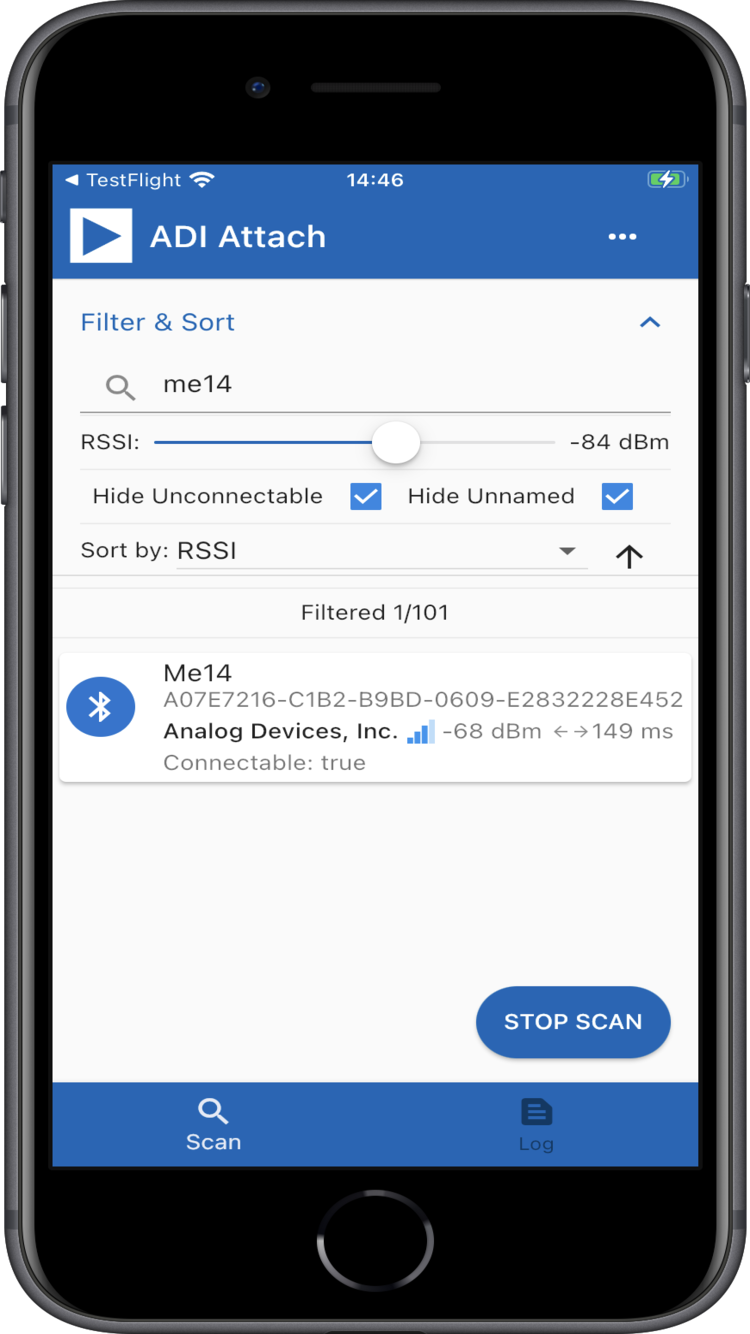 TestFlight 14:46
ADI Attach
Filter & Sort
me14
RSSI: -84 dBm
Hide Unconnectable Hide Unnamed
Sort by: RSSI
Filtered 1/101
Me14
A07E7216-C1B2-B9BD-0609-E2832228E452
Analog Devices, Inc. -68 dBm ←→149 ms
Connectable: true
STOP SCAN
Scan Log